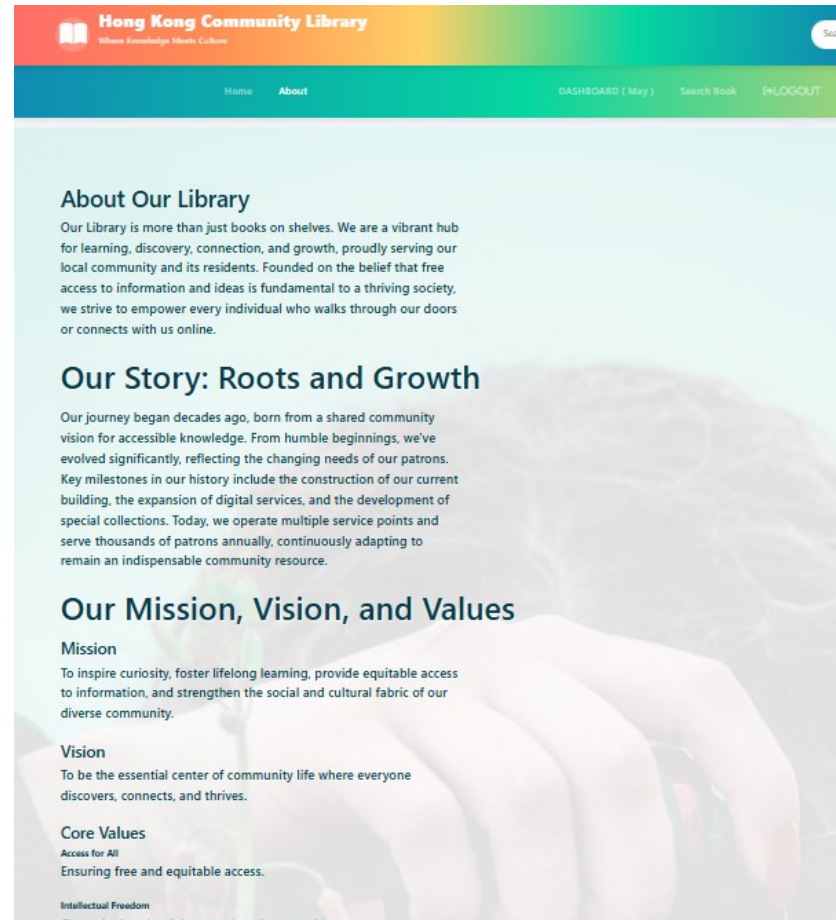 Hong Kong Community Library
Where Knowledge Meets Culture
Home About DASHBOARD ( May ) Search Book LOGOUT
About Our Library
Our Library is more than just books on shelves. We are a vibrant hub
for learning, discovery, connection, and growth, proudly serving our
local community and its residents. Founded on the belief that free
access to information and ideas is fundamental to a thriving society,
we strive to empower every individual who walks through our doors
or connects with us online.
Our Story: Roots and Growth
Our journey began decades ago, born from a shared community
vision for accessible knowledge. From humble beginnings, we've
evolved significantly, reflecting the changing needs of our patrons.
Key milestones in our history include the construction of our current
building, the expansion of digital services, and the development of
special collections. Today, we operate multiple service points and
serve thousands of patrons annually, continuously adapting to
remain an indispensable community resource.
Our Mission, Vision, and Values
Mission
To inspire curiosity, foster lifelong learning, provide equitable access
to information, and strengthen the social and cultural fabric of our
diverse community.
Vision
To be the essential center of community life where everyone
discovers, connects, and thrives.
Core Values
Access for All
Ensuring free and equitable access.
Intellectual Freedom